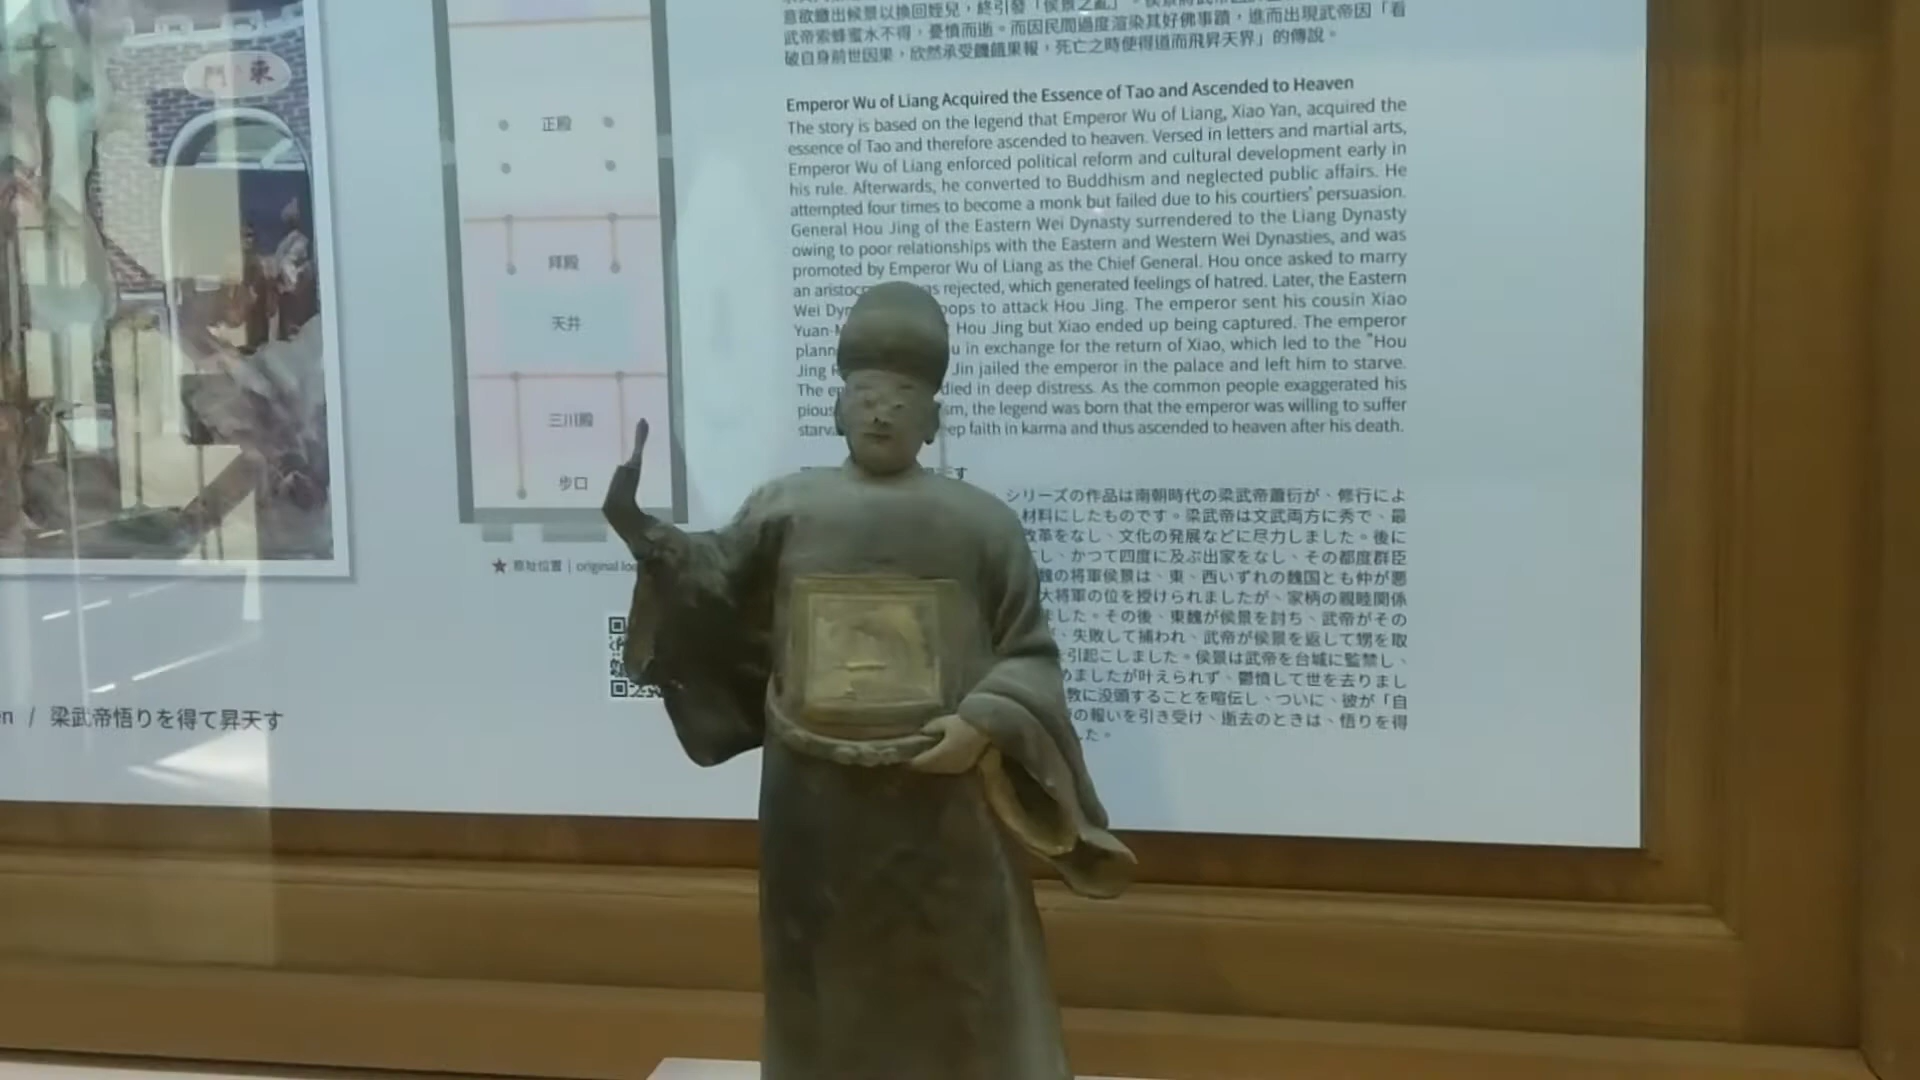 意欲繳出候景以換回姪兒，終引發「侯景之亂」。
武帝索蜂蜜水不得，憂憤而逝。而因民間過度渲染其好佛事蹟，進而出現武帝因「看
破自身前世因果，欣然承受饑餓果報，死亡之時便得道而飛昇天界」的傳說。
Emperor Wu of Liang Acquired the Essence of Tao and Ascended to Heaven
The story is based on the legend that Emperor Wu of Liang, Xiao Yan, acquired the
essence of Tao and therefore ascended to heaven. Versed in letters and martial arts,
Emperor Wu of Liang enforced political reform and cultural development early in
his rule. Afterwards, he converted to Buddhism and neglected public affairs. He
attempted four times to become a monk but failed due to his courtiers' persuasion.
General Hou Jing of the Eastern Wei Dynasty surrendered to the Liang Dynasty
owing to poor relationships with the Eastern and Western Wei Dynasties, and was
promoted by Emperor Wu of Liang as the Chief General. Hou once asked to marry
an rejected, which generated feelings of hatred. Later, the Eastern
Wei to attack Hou Jing. The emperor sent his cousin Xiao
Hou Jing but Xiao ended up being captured. The emperor
in exchange for the return of Xiao, which led to the "Hou
Jing Jin jailed the emperor in the palace and left him to starve.
The died in deep distress. As the common people exaggerated his
the legend was born that the emperor was willing to suffer
faith in karma and thus ascended to heaven after his death.
シリーズの作品は南朝時代の梁武帝蕭衍が、修行によ
材料にしたものです。梁武帝は文武両方に秀で、最
改革をなし、文化の発展などに尽力しました。後に
し、かつて四度に及ぶ出家をなし、その都度群臣
魏の将軍侯景は、東、西いずれの魏国とも仲が悪
大将軍の位を授けられましたが、家柄の親睦関係
した。その後、東魏が侯景を討ち、武帝がその
、失敗して捕われ、武帝が侯景を返して甥を取
引起こしました。侯景は武帝を台城に監禁し、
めましたが叶えられず、鬱憤して世を去りまし
教に没頭することを喧伝し、ついに、彼が「自
の報いを引き受け、逝去のときは、悟りを得
した。
門東
正殿
拜殿
天井
三川殿
步口
★ 原址位置 | original
/ 梁武帝悟りを得て昇天す